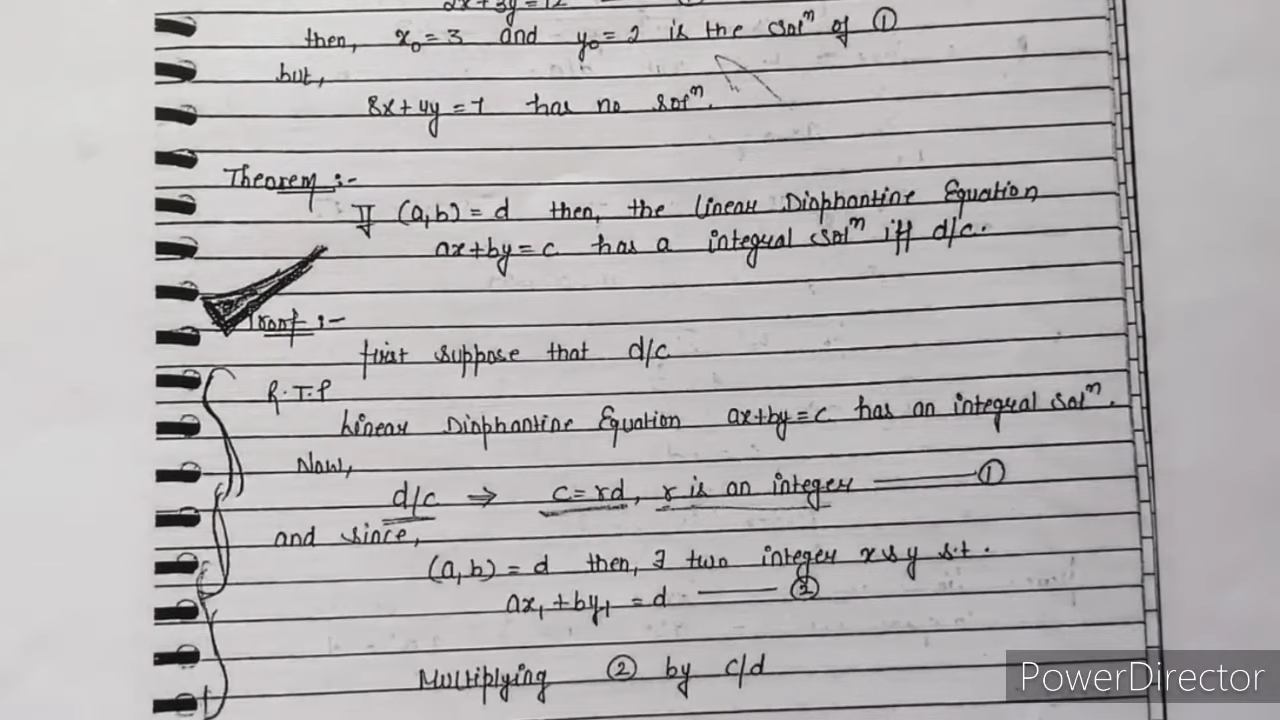 2x+3y=12
then, x₀=3 and y₀=2 is the solⁿ of ①
but,
8x+4y=7 has no solⁿ.
Theorem :-
If (a,b)=d then, the Linear Diophantine Equation,
ax+by=c has a integral solⁿ iff d/c.
Proof :-
first suppose that d/c
R.T.P
Linear Diophantine Equation ax+by=c has an integral solⁿ.
Now,
d/c ⇒ c=rd, r is an integer ——— ①
and since,
(a,b)=d then, ∃ two integer x & y s.t.
ax₁+by₁=d ——— ②
Multiplying ② by c/d
PowerDirector